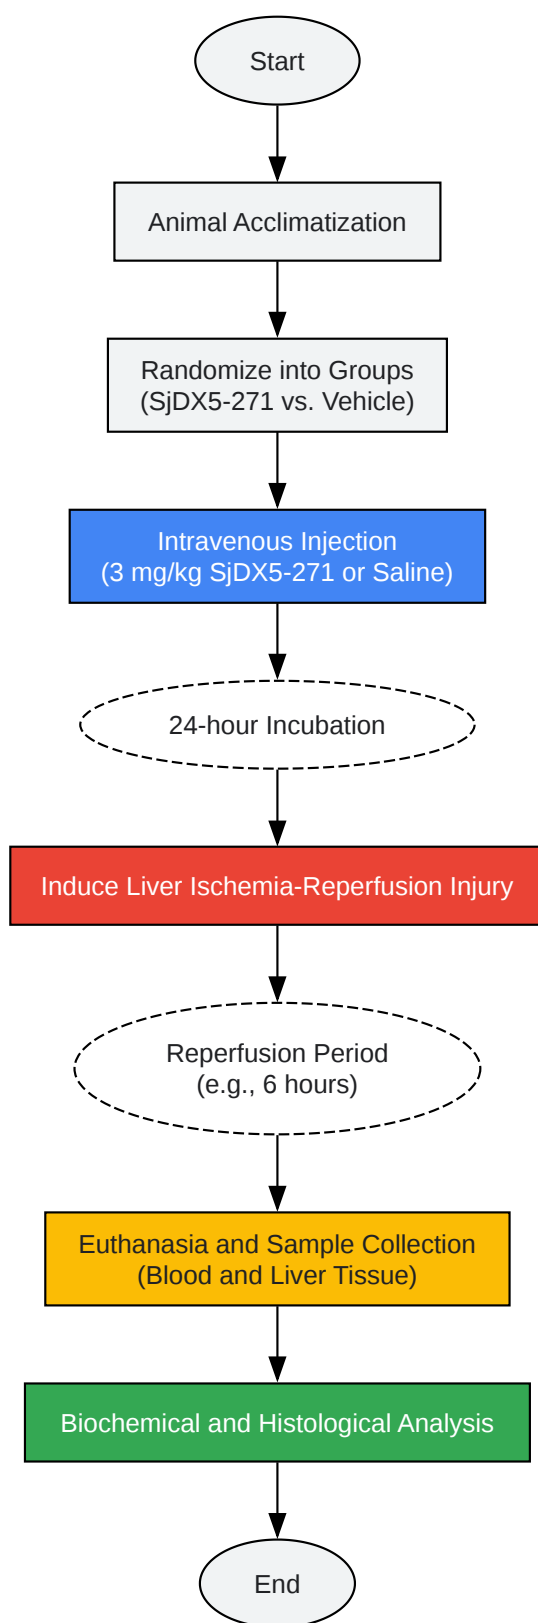 Start
Animal Acclimatization
Randomize into Groups
(SjDX5-271 vs. Vehicle)
Intravenous Injection
(3 mg/kg SjDX5-271 or Saline)
24-hour Incubation
Induce Liver Ischemia-Reperfusion Injury
Reperfusion Period
(e.g., 6 hours)
Euthanasia and Sample Collection
(Blood and Liver Tissue)
Biochemical and Histological Analysis
End